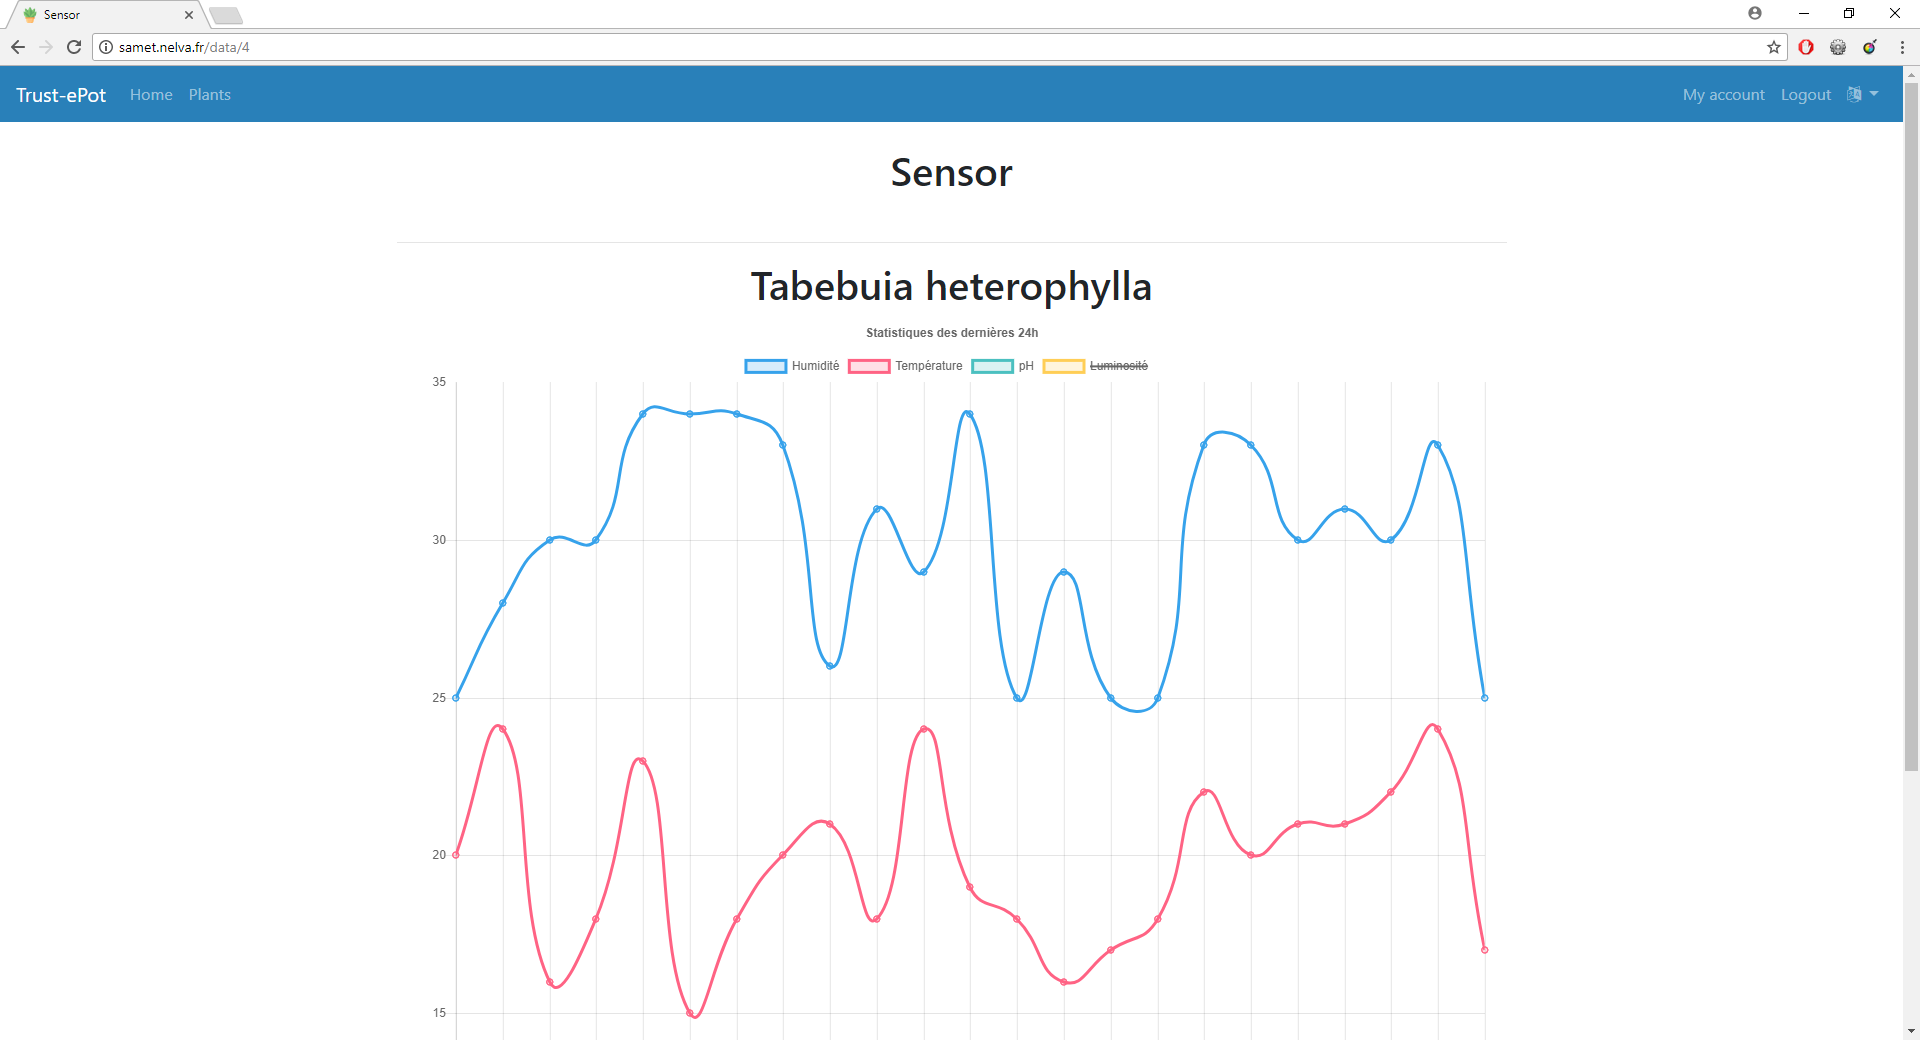 Sensor
samet.nelva.fr/data/4
Trust-ePot Home Plants My account Logout
Sensor
Tabebuia heterophylla
Statistiques des dernières 24h
Humidité Température pH Luminosité
35
30
25
20
15